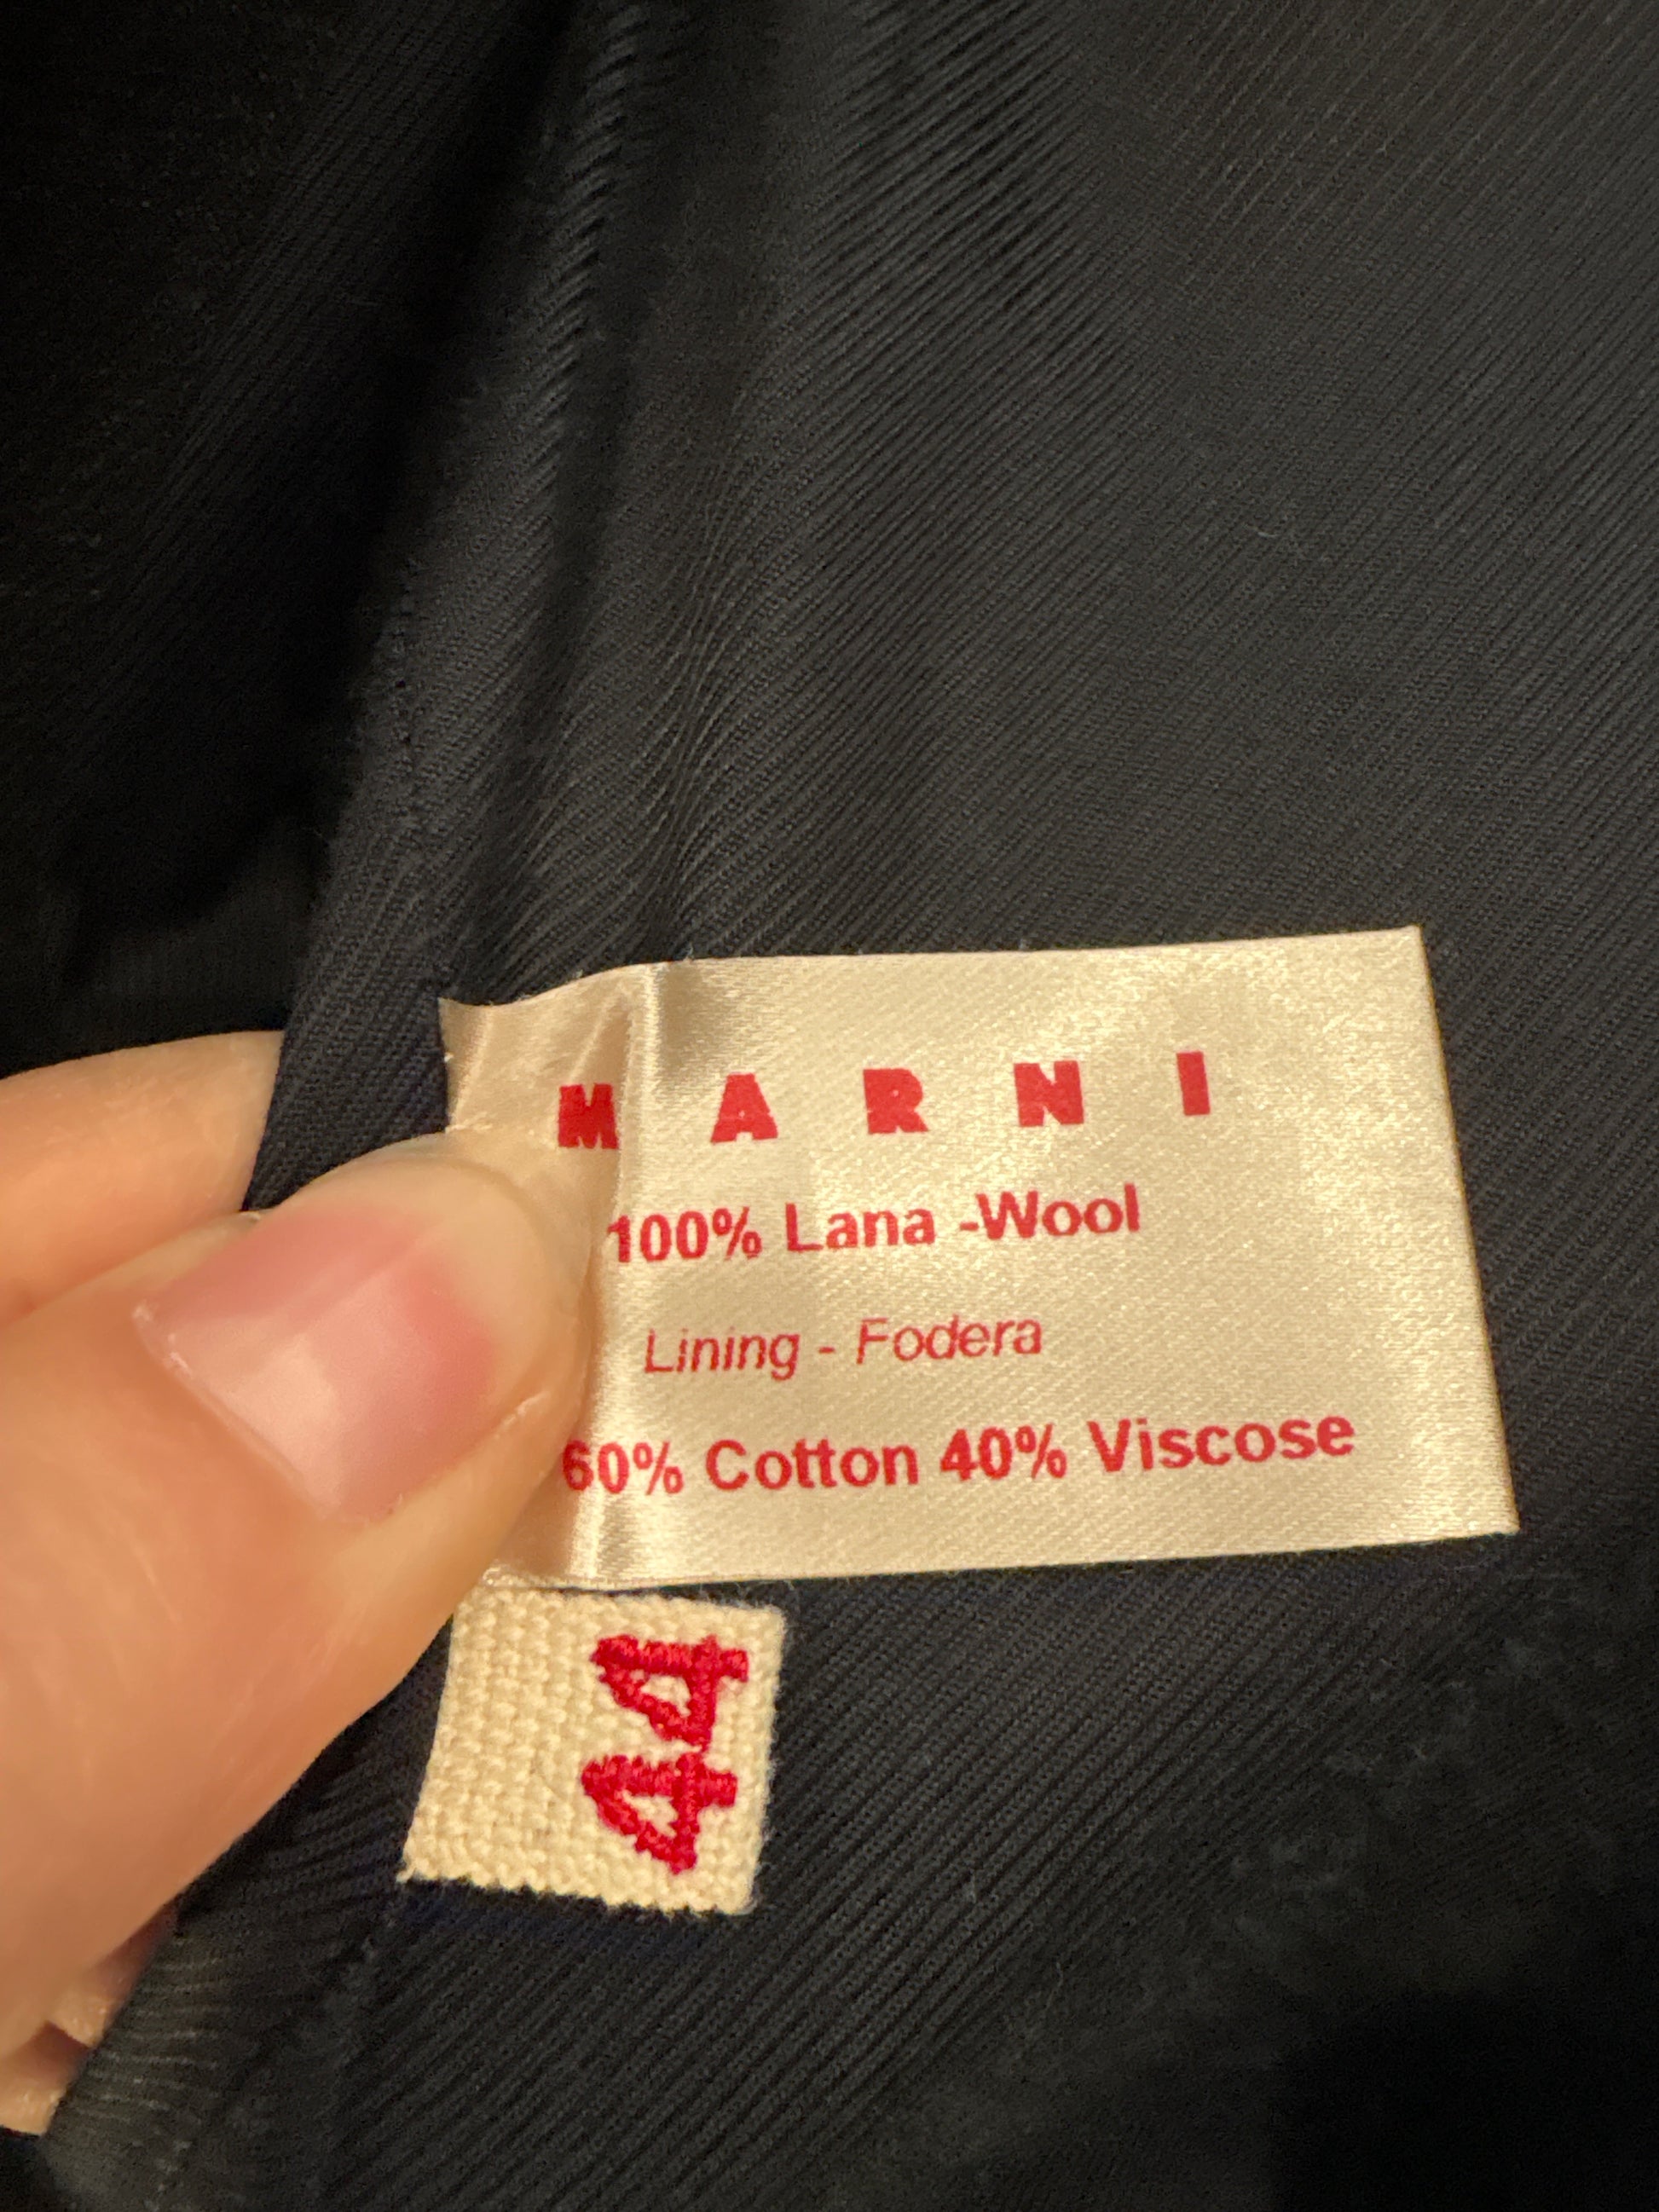 MARNI
100% Lana -Wool
Lining - Fodera
60% Cotton 40% Viscose
44